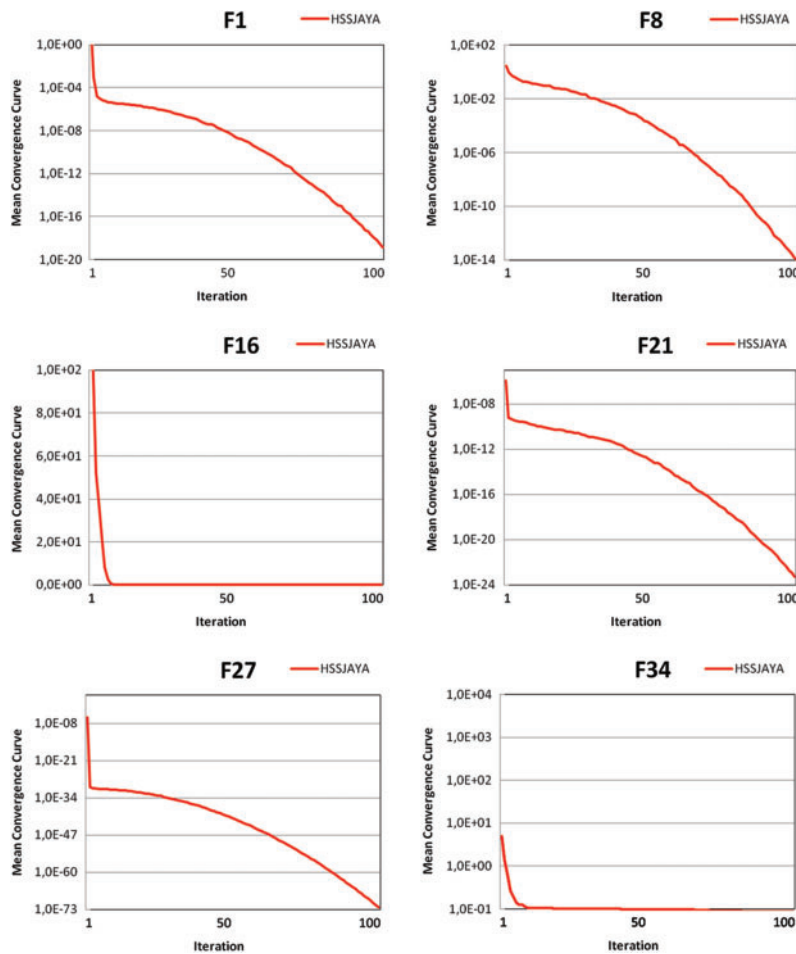 F1
HSSJAYA
Mean Convergence Curve
1,0E+00
1,0E-04
1,0E-08
1,0E-12
1,0E-16
1,0E-20
1
50
100
Iteration
F8
HSSJAYA
Mean Convergence Curve
1,0E+02
1,0E-02
1,0E-06
1,0E-10
1,0E-14
1
50
100
Iteration
F16
HSSJAYA
Mean Convergence Curve
1,0E+02
8,0E+01
6,0E+01
4,0E+01
2,0E+01
0,0E+00
1
50
100
Iteration
F21
HSSJAYA
Mean Convergence Curve
1,0E-08
1,0E-12
1,0E-16
1,0E-20
1,0E-24
1
50
100
Iteration
F27
HSSJAYA
Mean Convergence Curve
1,0E-08
1,0E-21
1,0E-34
1,0E-47
1,0E-60
1,0E-73
1
50
100
Iteration
F34
HSSJAYA
Mean Convergence Curve
1,0E+04
1,0E+03
1,0E+02
1,0E+01
1,0E+00
1,0E-01
1
50
100
Iteration